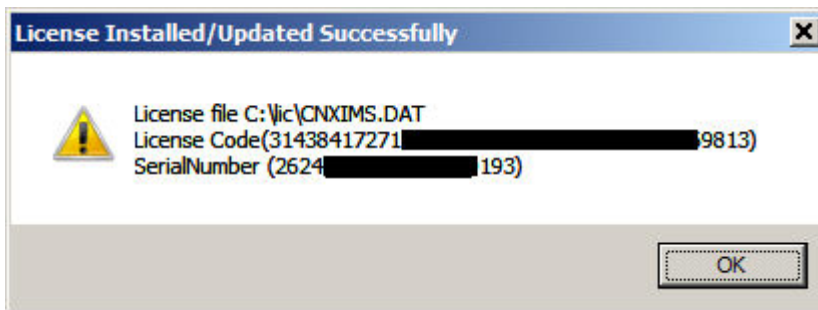 License Installed/Updated Successfully
License file C:\lic\CNXIMS.DAT
License Code(31438417271 9813)
SerialNumber (2624 193)
OK